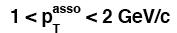 1 < p_T^asso < 2 GeV/c